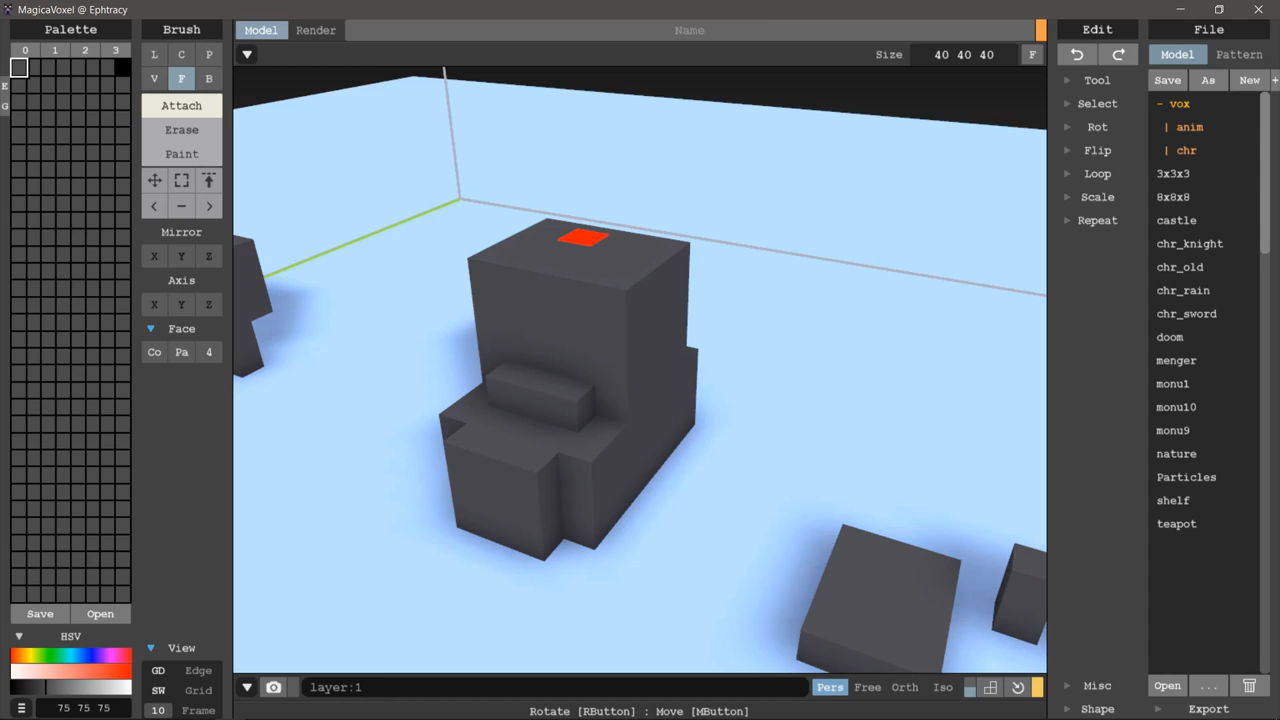 MagicaVoxel @ Ephtracy
Palette
0 1 2 3
E
G
Save Open
HSV
75 75 75
Brush
L C P
V F B
Attach
Erase
Paint
Mirror
X Y Z
Axis
X Y Z
Face
Co Pa 4
View
GD Edge
SW Grid
10 Frame
Model Render Name
Size 40 40 40 F
layer:1
Pers Free Orth Iso
Rotate [RButton] : Move [MButton]
Edit
Tool
Select
Rot
Flip
Loop
Scale
Repeat
Misc
Shape
File
Model Pattern
Save As New +
- vox
| anim
| chr
3x3x3
8x8x8
castle
chr_knight
chr_old
chr_rain
chr_sword
doom
menger
monu1
monu10
monu9
nature
Particles
shelf
teapot
Open ...
Export